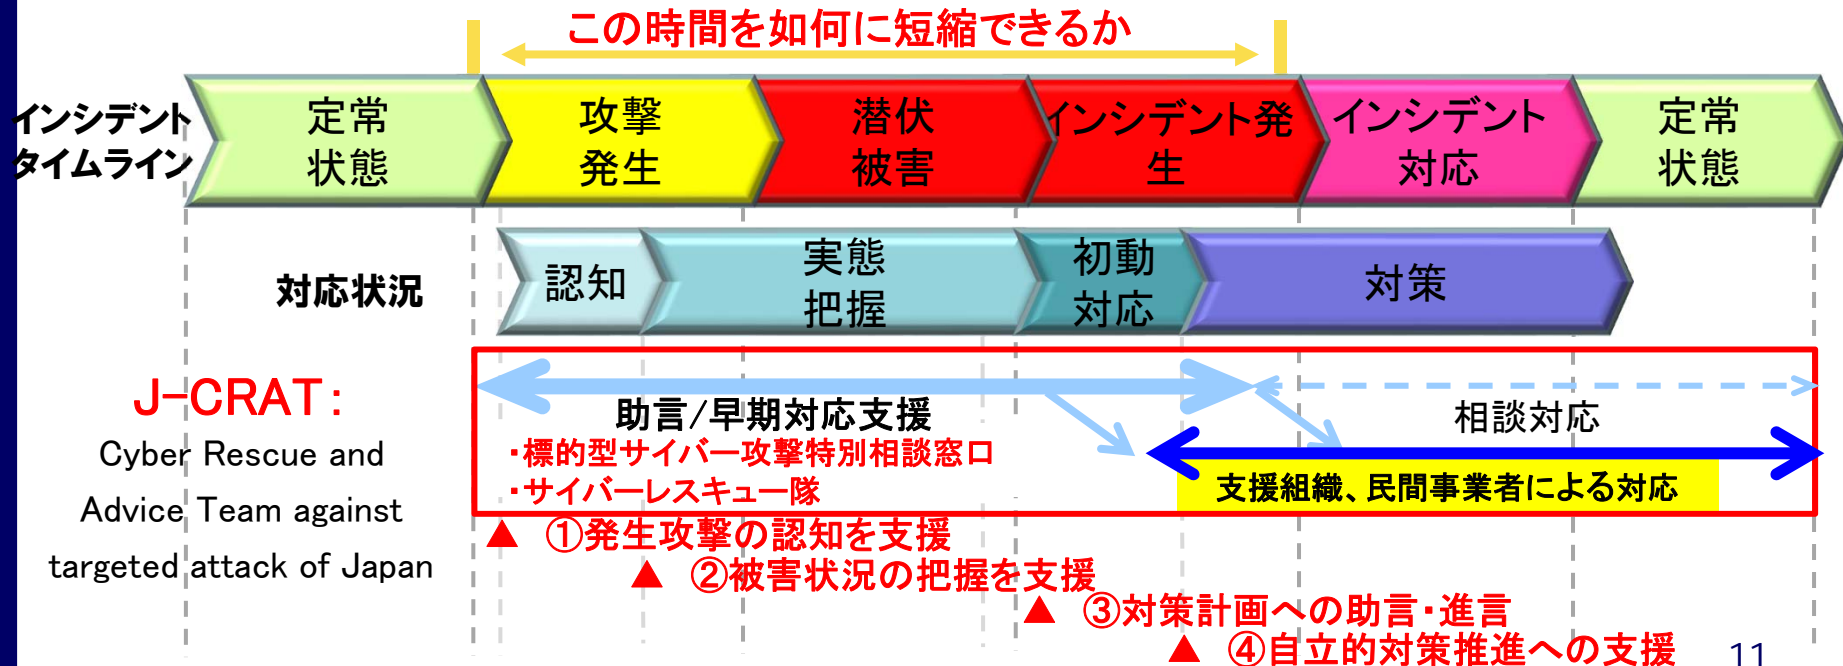 この時間を如何に短縮できるか
インシデント
タイムライン
定常
状態
攻撃
発生
潜伏
被害
インシデント発
生
インシデント
対応
定常
状態
対応状況
認知
実態
把握
初動
対応
対策
J-CRAT：
Cyber Rescue and
Advice Team against
targeted attack of Japan
助言/早期対応支援
・標的型サイバー攻撃特別相談窓口
・サイバーレスキュー隊
相談対応
支援組織、民間事業者による対応
▲ ①発生攻撃の認知を支援
▲ ②被害状況の把握を支援
▲ ③対策計画への助言・進言
▲ ④自立的対策推進への支援
11